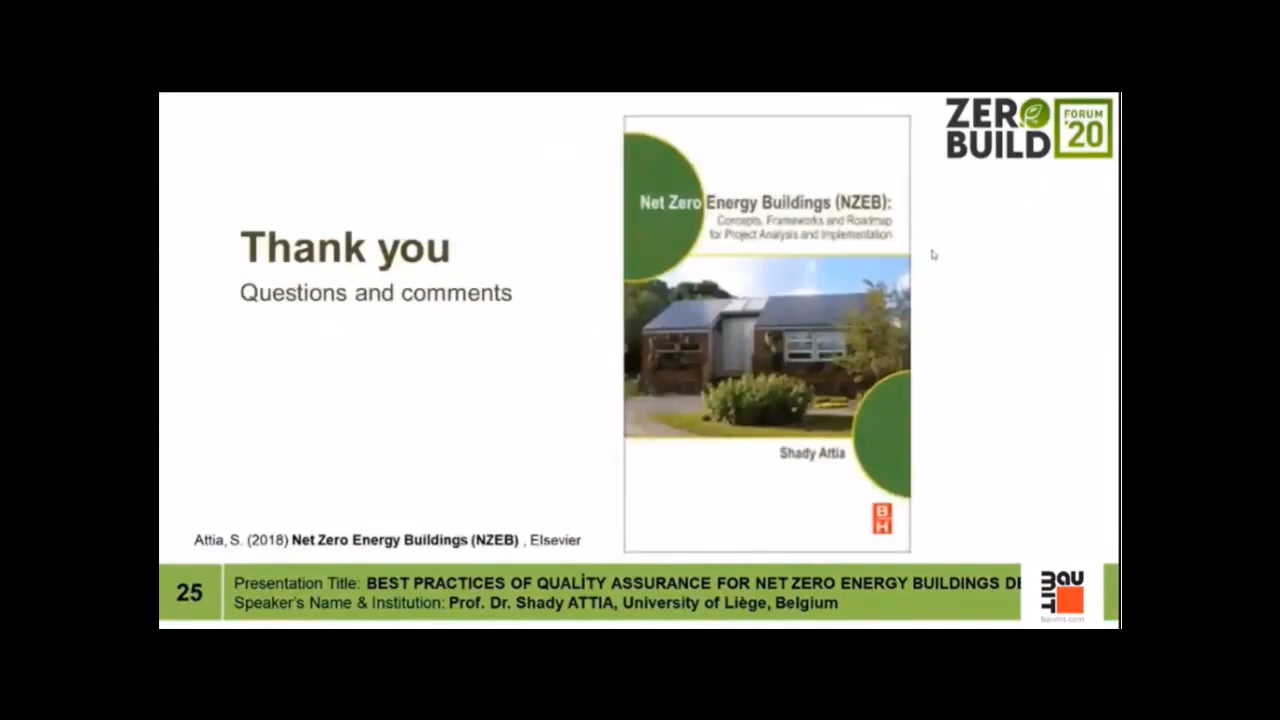 ZERO
BUILD
FORUM
'20
Net Zero Energy Buildings (NZEB):
Concepts, Frameworks and Roadmap
for Project Analysis and Implementation
Thank you
Questions and comments
Shady Attia
B
H
Attia, S. (2018) Net Zero Energy Buildings (NZEB) , Elsevier
25
Presentation Title: BEST PRACTICES OF QUALİTY ASSURANCE FOR NET ZERO ENERGY BUILDINGS DE
Speaker's Name & Institution: Prof. Dr. Shady ATTIA, University of Liège, Belgium
bau
mit
baumit.com